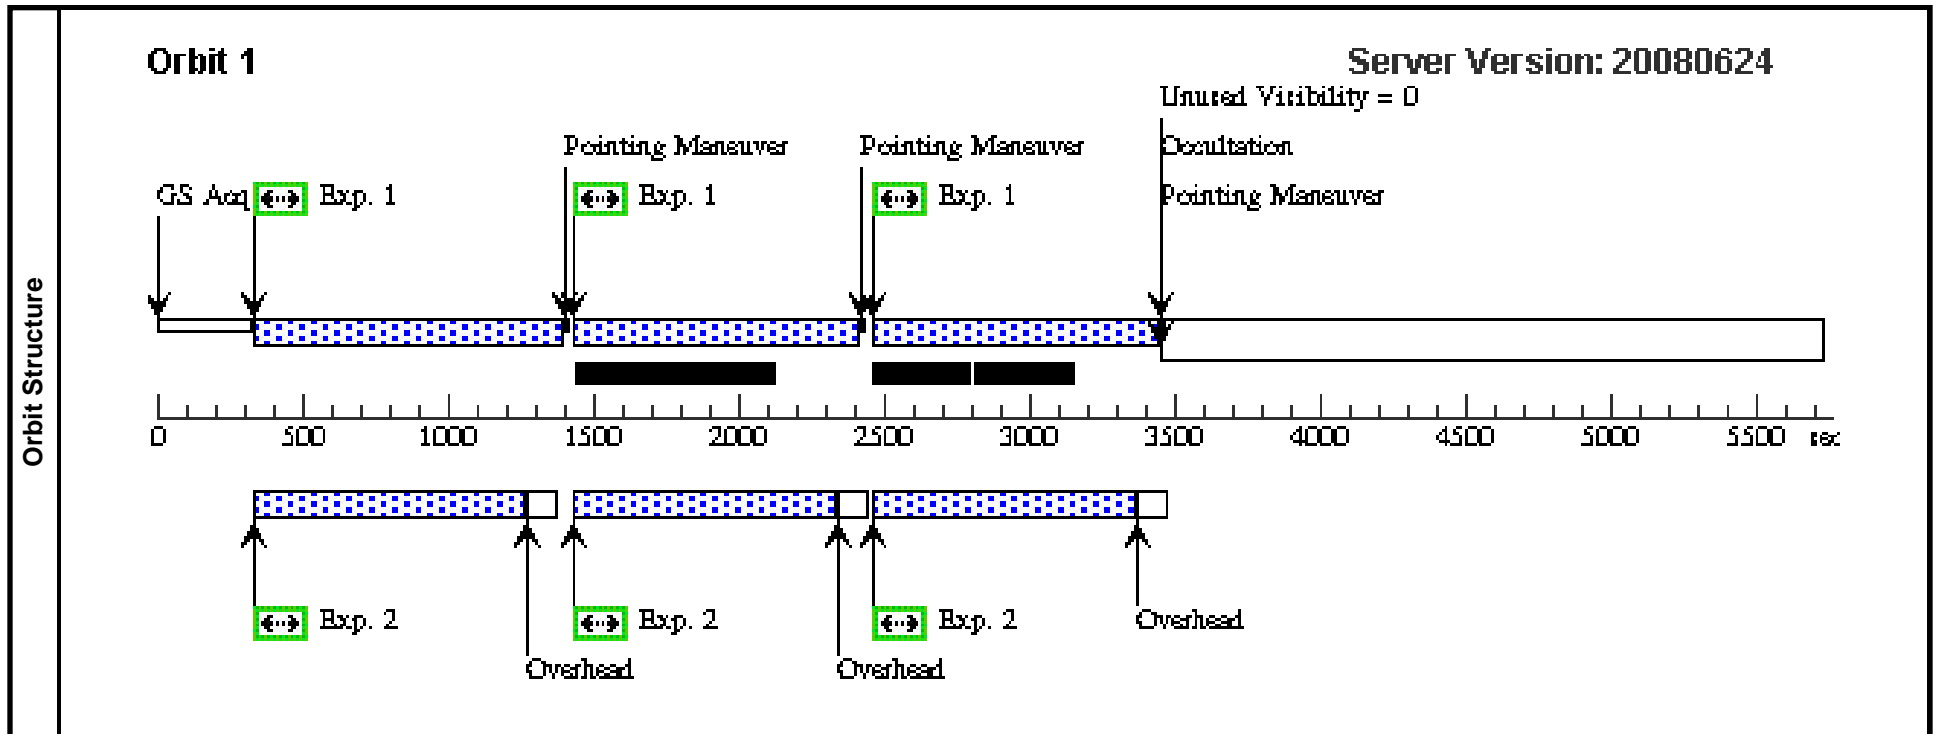 Orbit Structure
Orbit 1
Server Version: 20080624
Unused Visibility = 0
Pointing Maneuver
Pointing Maneuver
Occultation
GS Acq
Exp. 1
Exp. 1
Exp. 1
Pointing Maneuver
0 500 1000 1500 2000 2500 3000 3500 4000 4500 5000 5500 sec
Exp. 2
Exp. 2
Exp. 2
Overhead
Overhead
Overhead